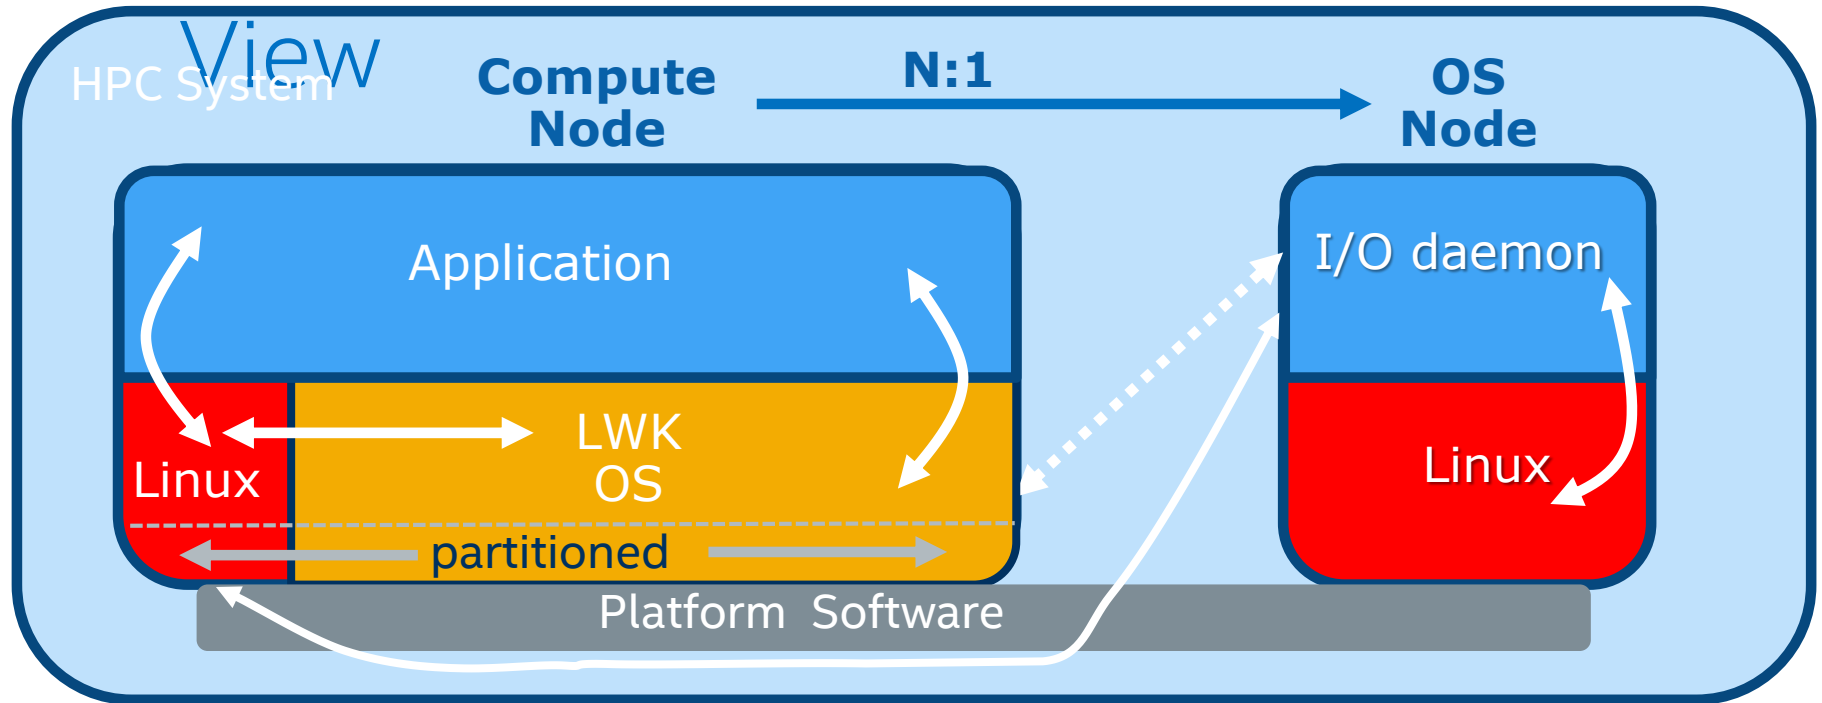 View
HPC System
Compute
Node
N:1
OS
Node
Application
I/O daemon
LWK
OS
Linux
Linux
partitioned
Platform Software